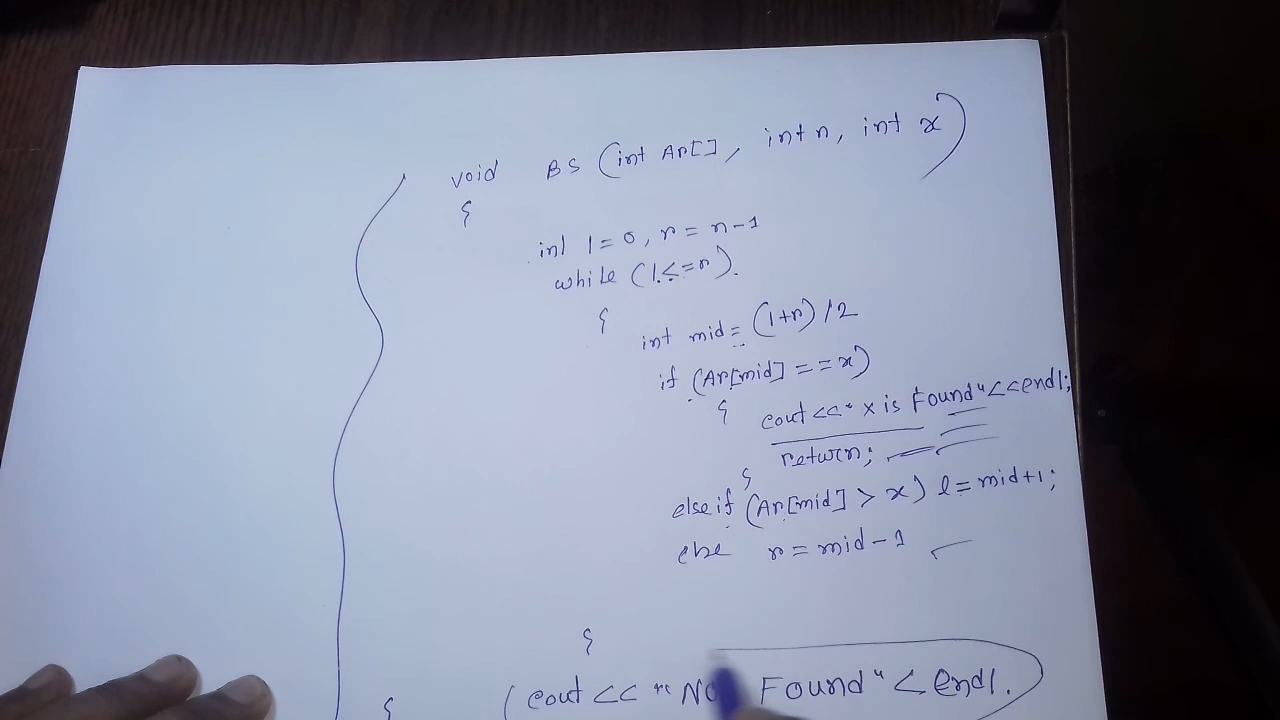 void BS (int Ar[], int n, int x)
{
int l=0, r=n-1
while (l<=r).
{
int mid = (l+r)/2
if (Ar[mid]==x)
{ cout<<"x is Found"<<endl;
return;
}
else if (Ar[mid] > x) l=mid+1;
else r=mid-1
}
cout << "Not Found" < endl.
}